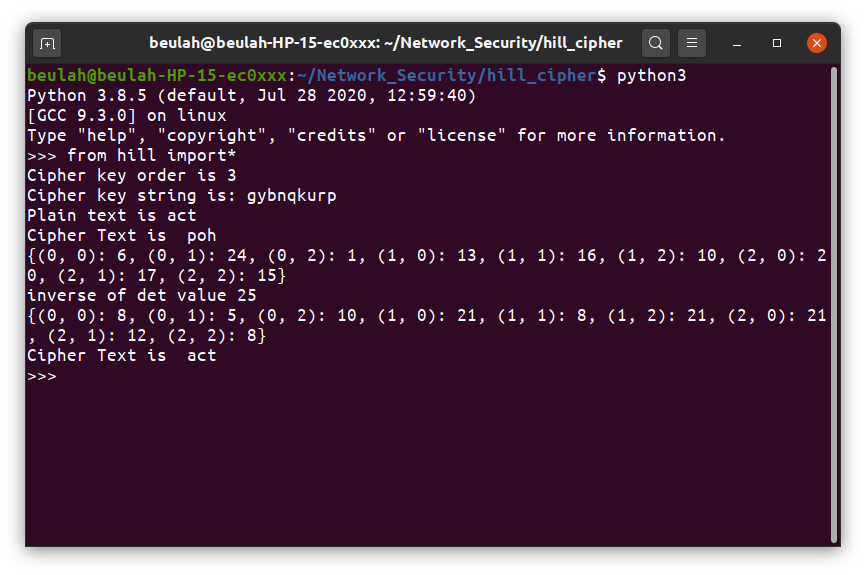 beulah@beulah-HP-15-ec0xxx: ~/Network_Security/hill_cipher
beulah@beulah-HP-15-ec0xxx:~/Network_Security/hill_cipher$ python3
Python 3.8.5 (default, Jul 28 2020, 12:59:40)
[GCC 9.3.0] on linux
Type "help", "copyright", "credits" or "license" for more information.
>>> from hill import*
Cipher key order is 3
Cipher key string is: gybnqkurp
Plain text is act
Cipher Text is  poh
{(0, 0): 6, (0, 1): 24, (0, 2): 1, (1, 0): 13, (1, 1): 16, (1, 2): 10, (2, 0): 2
0, (2, 1): 17, (2, 2): 15}
inverse of det value 25
{(0, 0): 8, (0, 1): 5, (0, 2): 10, (1, 0): 21, (1, 1): 8, (1, 2): 21, (2, 0): 21
, (2, 1): 12, (2, 2): 8}
Cipher Text is  act
>>>